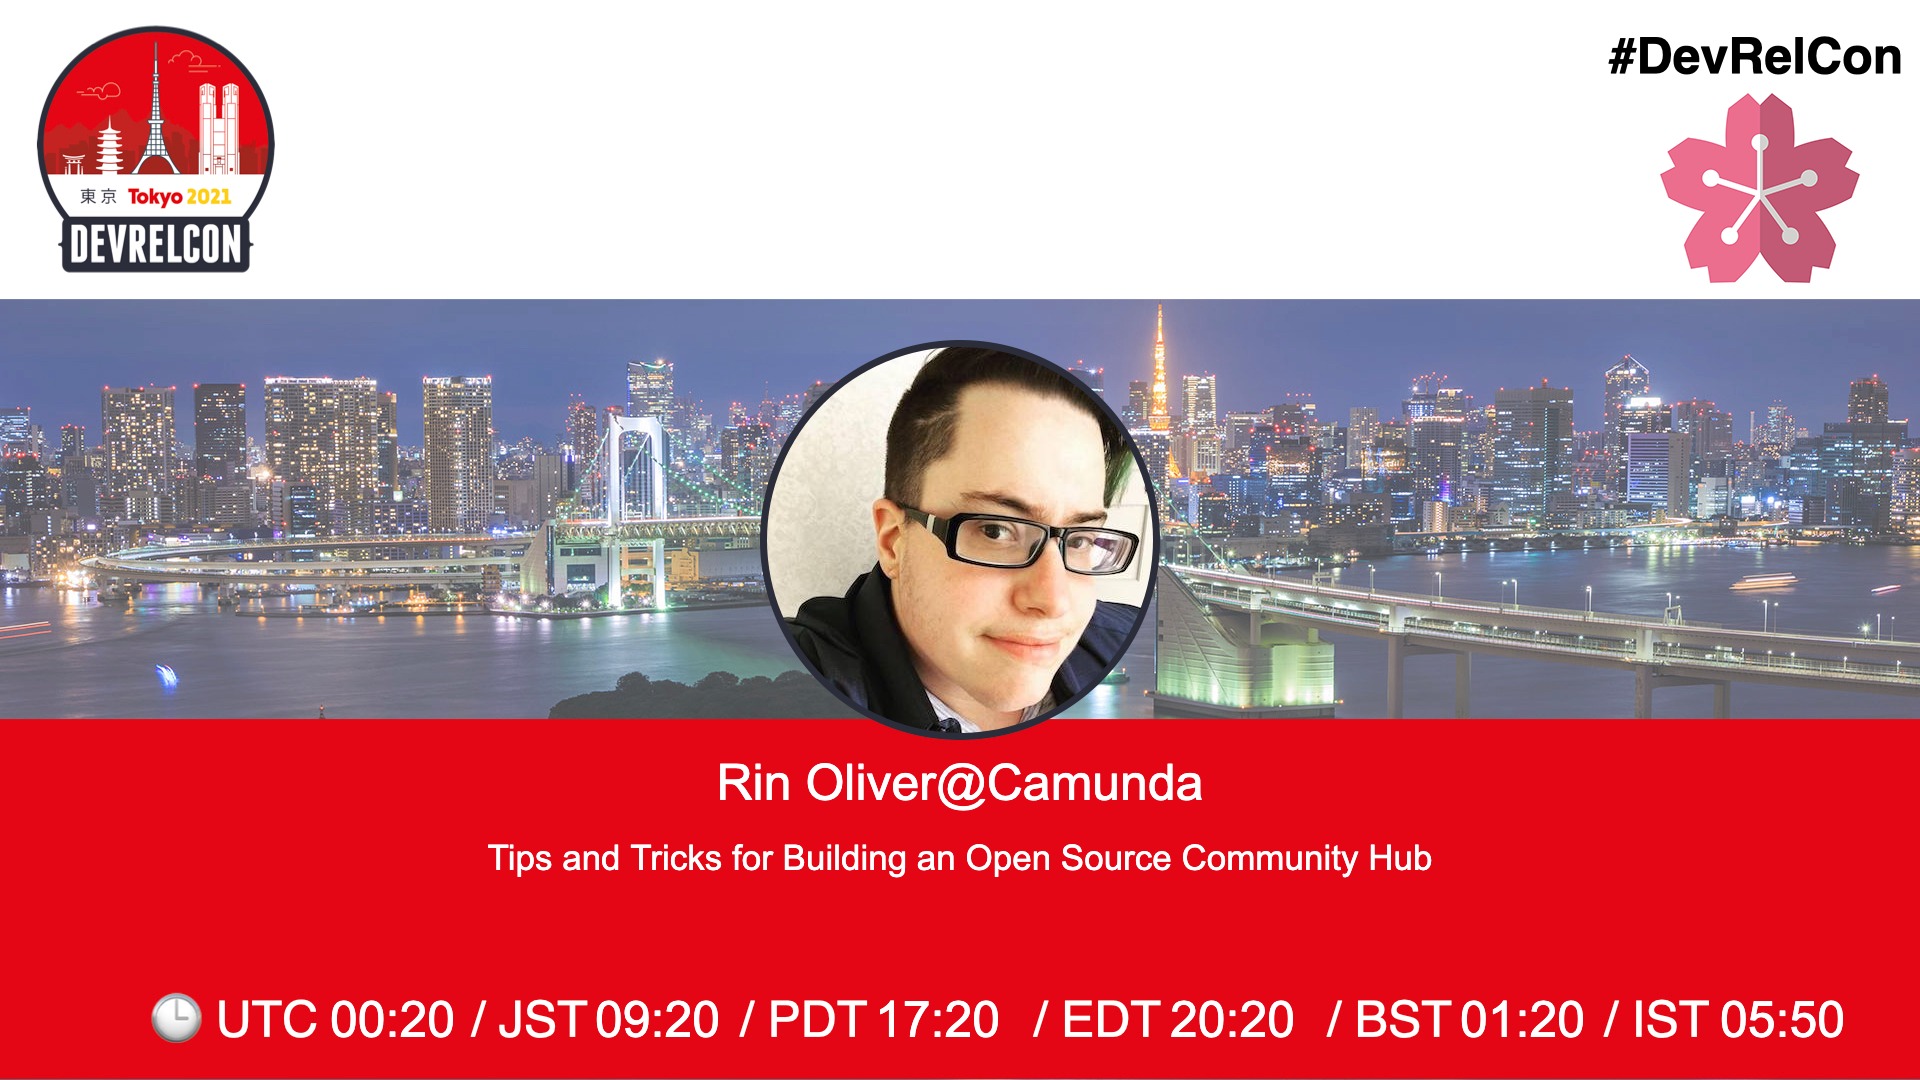 #DevRelCon
東京 Tokyo 2021
DEVRELCON
Rin Oliver@Camunda
Tips and Tricks for Building an Open Source Community Hub
UTC 00:20 / JST 09:20 / PDT 17:20 / EDT 20:20 / BST 01:20 / IST 05:50